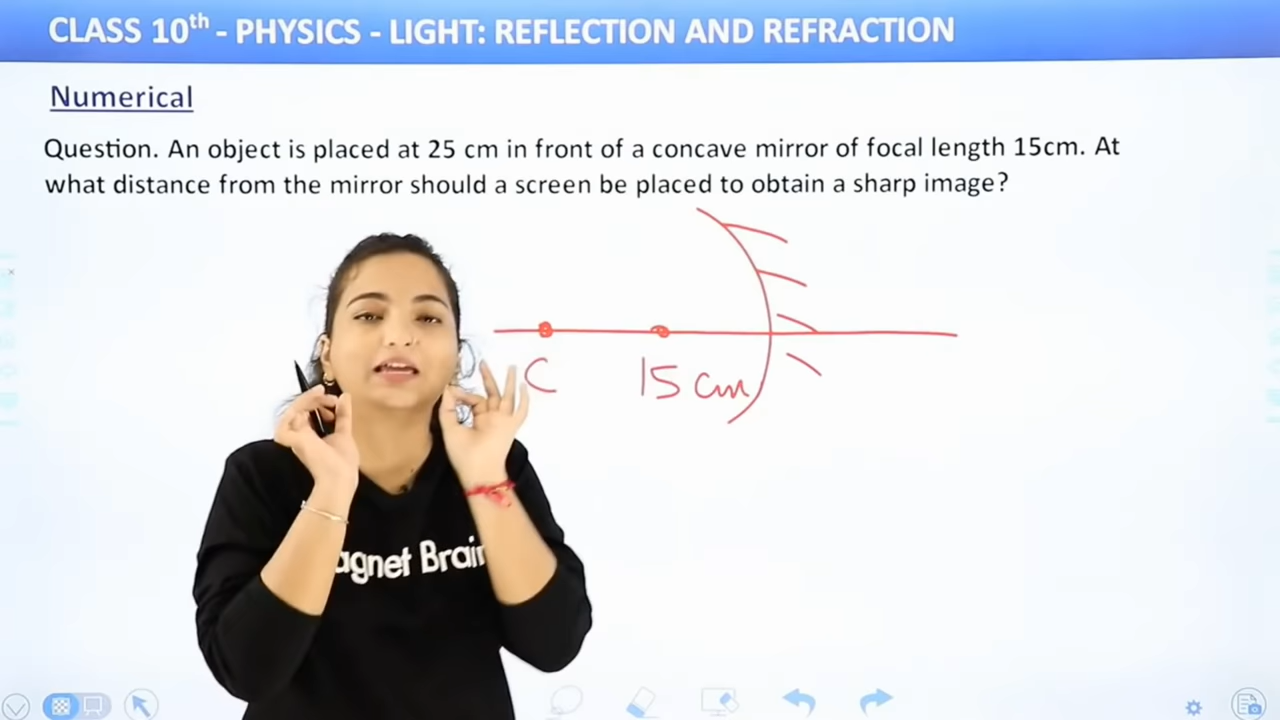 CLASS 10th - PHYSICS - LIGHT: REFLECTION AND REFRACTION
Numerical
Question. An object is placed at 25 cm in front of a concave mirror of focal length 15cm. At
what distance from the mirror should a screen be placed to obtain a sharp image?
C 15 cm
agnet Brain